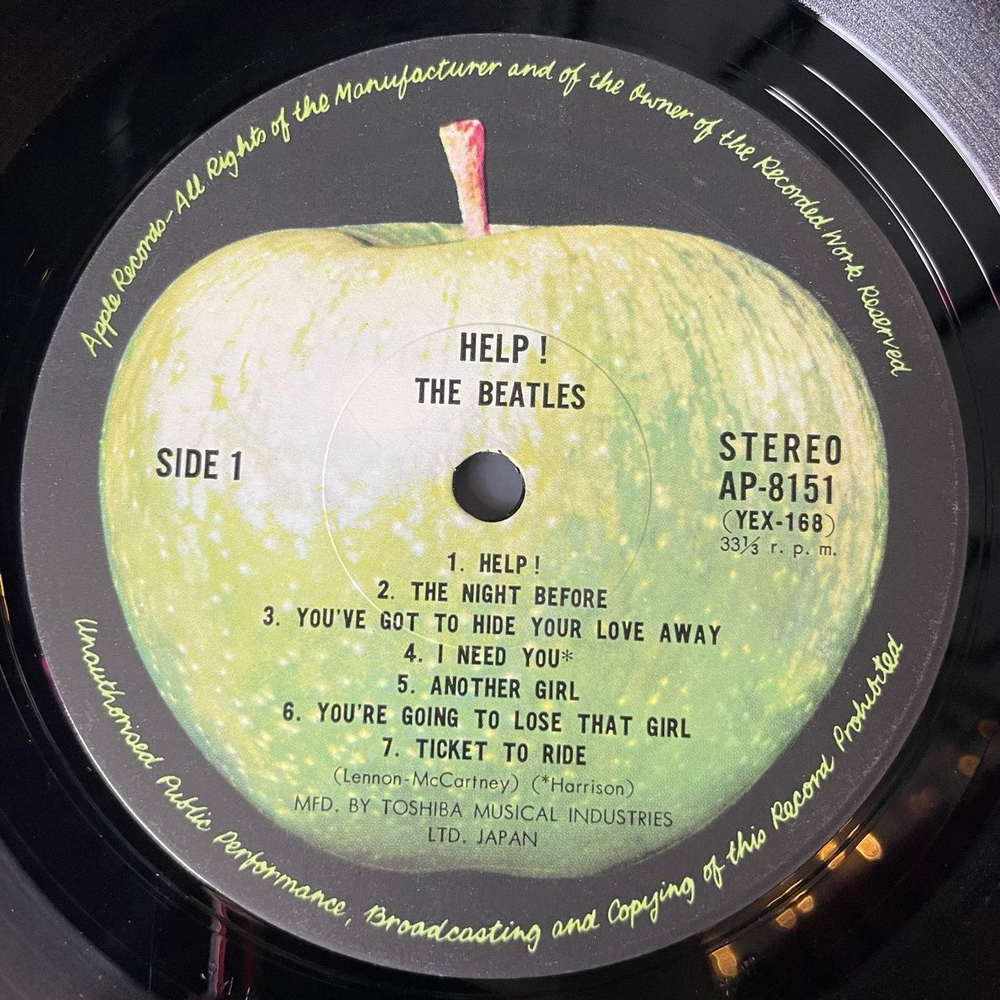 Apple Records-All Rights of the Manufacturer and of the Owner of the Recorded Work Reserved
HELP !
THE BEATLES
SIDE 1
STEREO
AP-8151
(YEX-168)
33⅓ r. p. m.
1. HELP !
2. THE NIGHT BEFORE
3. YOU'VE GOT TO HIDE YOUR LOVE AWAY
4. I NEED YOU*
5. ANOTHER GIRL
6. YOU'RE GOING TO LOSE THAT GIRL
7. TICKET TO RIDE
(Lennon-McCartney) (*Harrison)
MFD. BY TOSHIBA MUSICAL INDUSTRIES
LTD. JAPAN
Unauthorised Public Performance, Broadcasting and Copying of this Record Prohibited